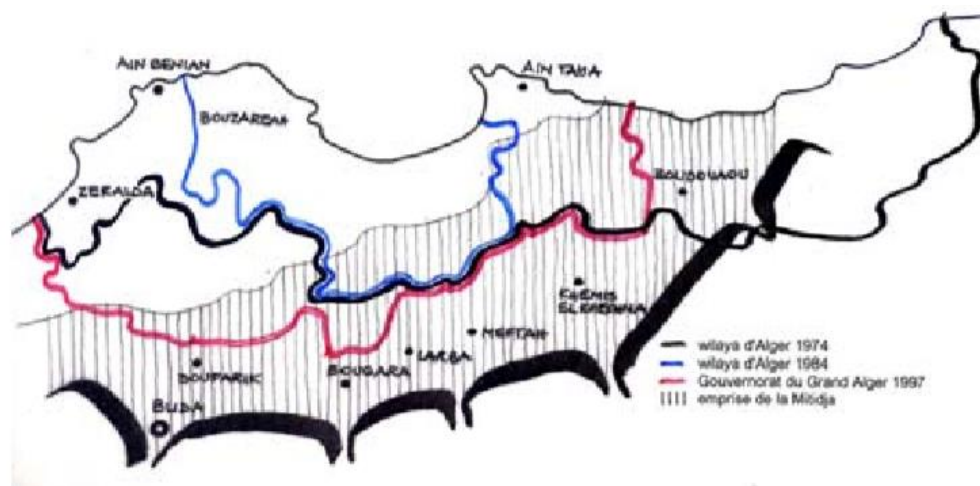 AIN BENIAN
AIN TAYA
BOUZAREAH
ZERALDA
BOUDOUAOU
KHEMIS
EL KHECHNA
MEFTAH
LARBA
BOUFARIK
BOUGARA
BLIDA
wilaya d'Alger 1974
wilaya d'Alger 1984
Gouvernorat du Grand Alger 1997
emprise de la Mitidja